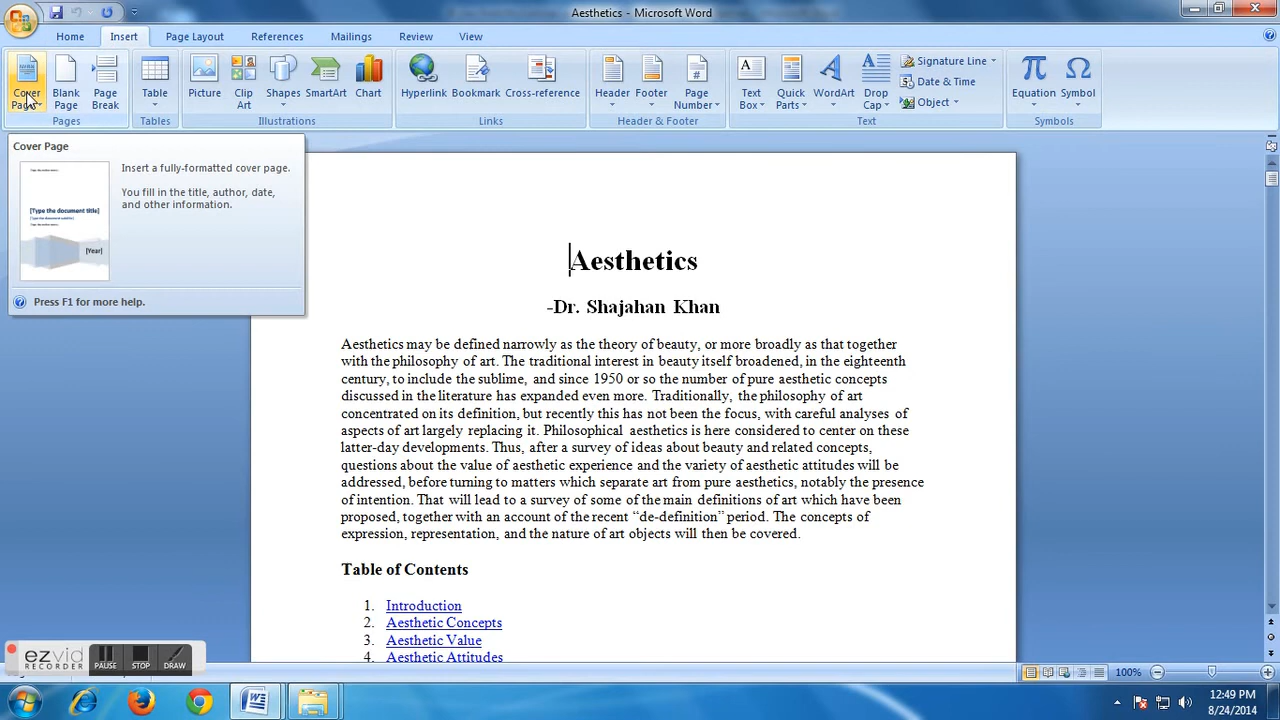 Aesthetics - Microsoft Word
Home Insert Page Layout References Mailings Review View
Cover Page
Blank Page
Page Break
Table
Picture
Clip Art
Shapes
SmartArt
Chart
Hyperlink
Bookmark
Cross-reference
Header
Footer
Page Number
Text Box
Quick Parts
WordArt
Drop Cap
Signature Line
Date & Time
Object
Equation
Symbol
Pages Tables Illustrations Links Header & Footer Text Symbols
Cover Page
Insert a fully-formatted cover page.
You fill in the title, author, date,
and other information.
[Type the document title]
[Year]
Press F1 for more help.
Aesthetics
-Dr. Shajahan Khan
Aesthetics may be defined narrowly as the theory of beauty, or more broadly as that together
with the philosophy of art. The traditional interest in beauty itself broadened, in the eighteenth
century, to include the sublime, and since 1950 or so the number of pure aesthetic concepts
discussed in the literature has expanded even more. Traditionally, the philosophy of art
concentrated on its definition, but recently this has not been the focus, with careful analyses of
aspects of art largely replacing it. Philosophical aesthetics is here considered to center on these
latter-day developments. Thus, after a survey of ideas about beauty and related concepts,
questions about the value of aesthetic experience and the variety of aesthetic attitudes will be
addressed, before turning to matters which separate art from pure aesthetics, notably the presence
of intention. That will lead to a survey of some of the main definitions of art which have been
proposed, together with an account of the recent “de-definition” period. The concepts of
expression, representation, and the nature of art objects will then be covered.
Table of Contents
1. Introduction
2. Aesthetic Concepts
3. Aesthetic Value
4. Aesthetic Attitudes
ezvid
RECORDER
PAUSE STOP DRAW
100%
12:49 PM
8/24/2014